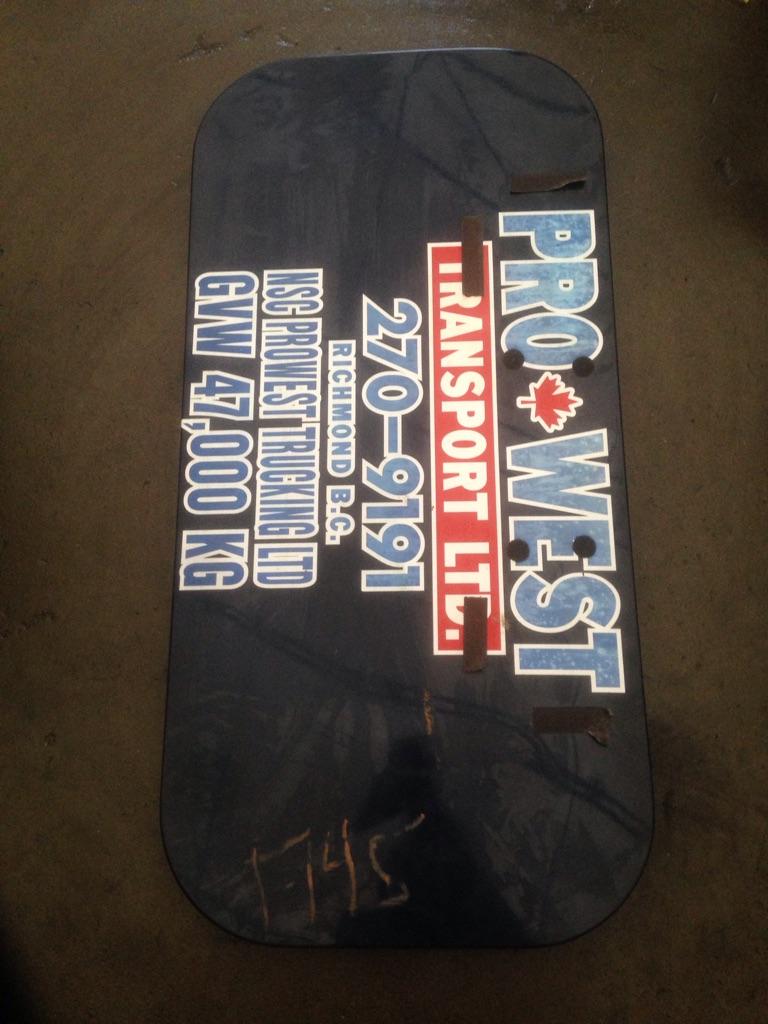 PRO WEST
TRANSPORT LTD.
270-9191
RICHMOND B.C.
NSC PROWEST TRUCKING LTD
GVW 47,000 KG